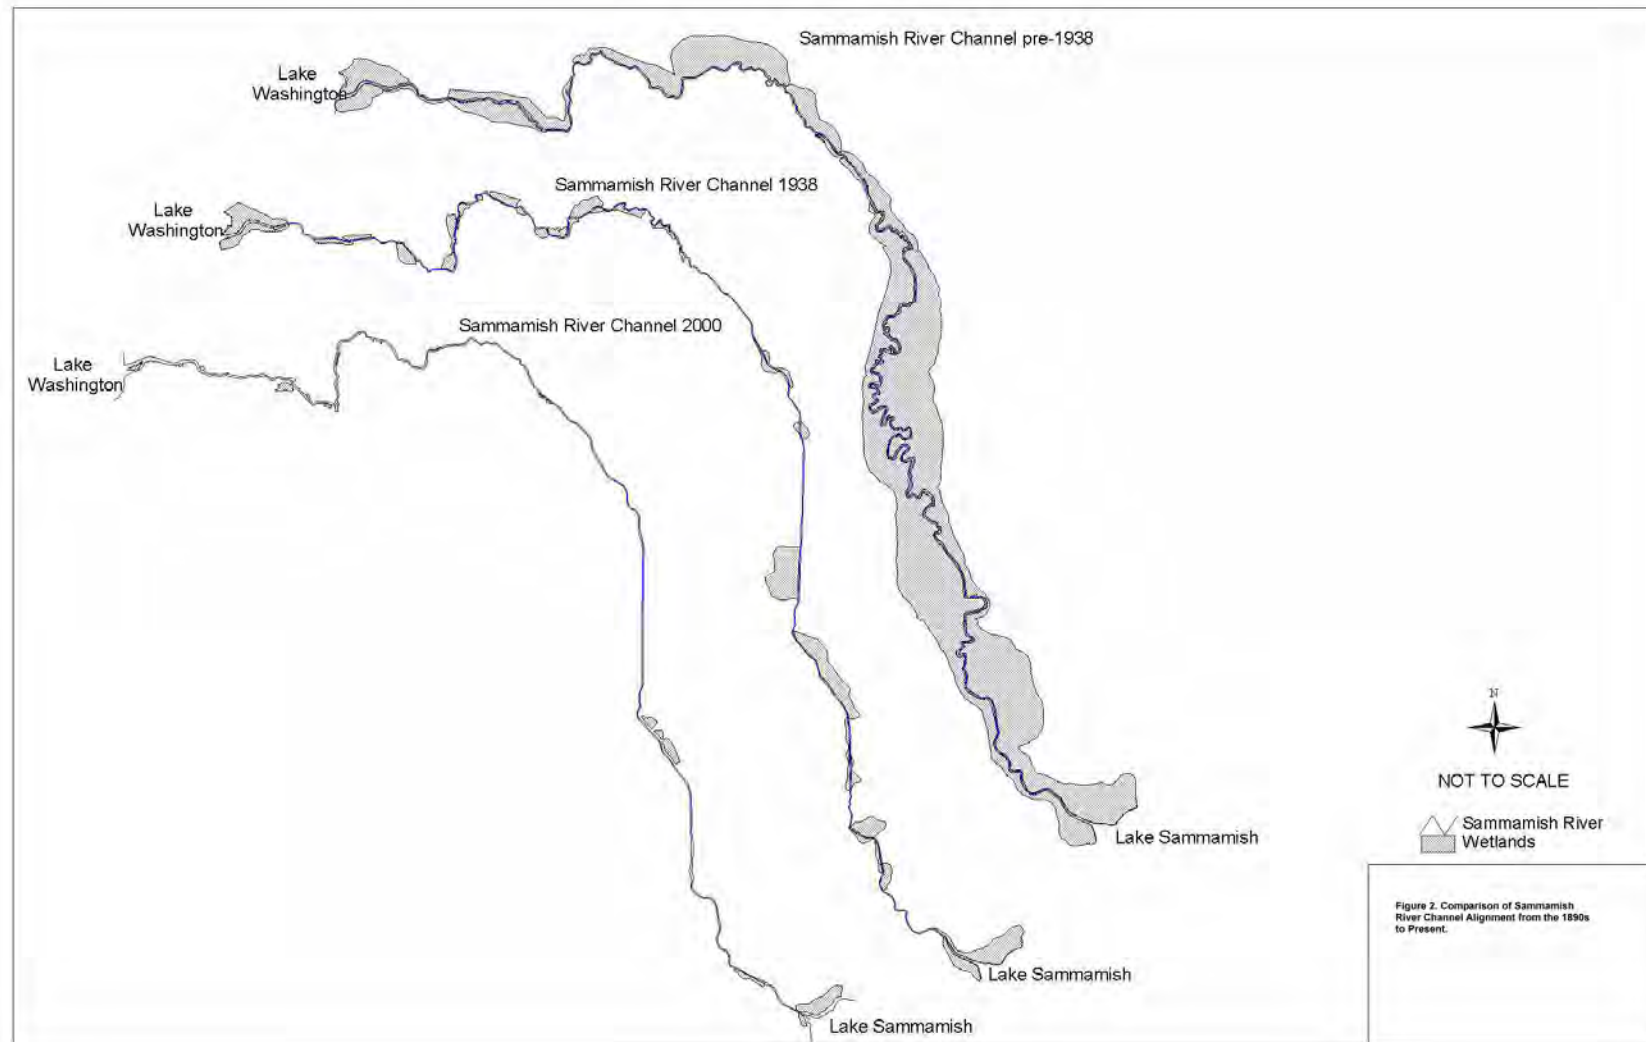 Sammamish River Channel pre-1938
Lake
Washington
Sammamish River Channel 1938
Lake
Washington
Sammamish River Channel 2000
Lake
Washington
N
NOT TO SCALE
Sammamish River
Wetlands
Lake Sammamish
Lake Sammamish
Lake Sammamish
Figure 2. Comparison of Sammamish
River Channel Alignment from the 1890s
to Present.